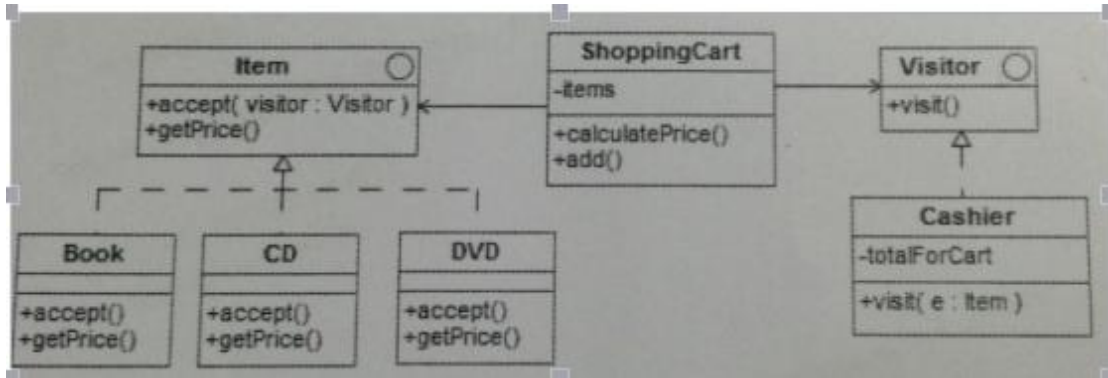 Item
+accept( visitor : Visitor )
+getPrice()
ShoppingCart
-items
+calculatePrice()
+add()
Visitor
+visit()
Book
+accept()
+getPrice()
CD
+accept()
+getPrice()
DVD
+accept()
+getPrice()
Cashier
-totalForCart
+visit( e : Item )